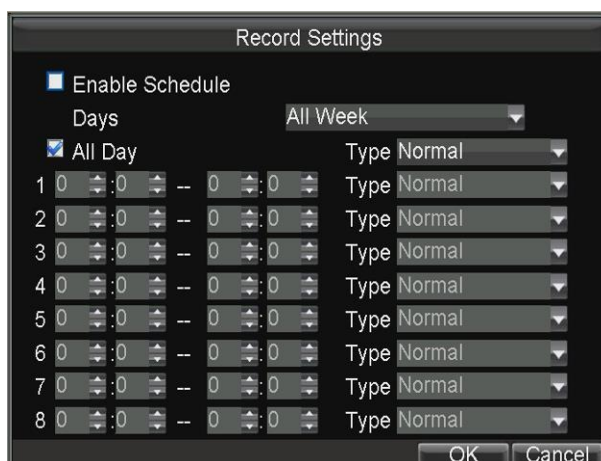 Record Settings
Enable Schedule
Days All Week
All Day Type Normal
1 0 :0 -- 0 :0 Type Normal
2 0 :0 -- 0 :0 Type Normal
3 0 :0 -- 0 :0 Type Normal
4 0 :0 -- 0 :0 Type Normal
5 0 :0 -- 0 :0 Type Normal
6 0 :0 -- 0 :0 Type Normal
7 0 :0 -- 0 :0 Type Normal
8 0 :0 -- 0 :0 Type Normal
OK Cancel